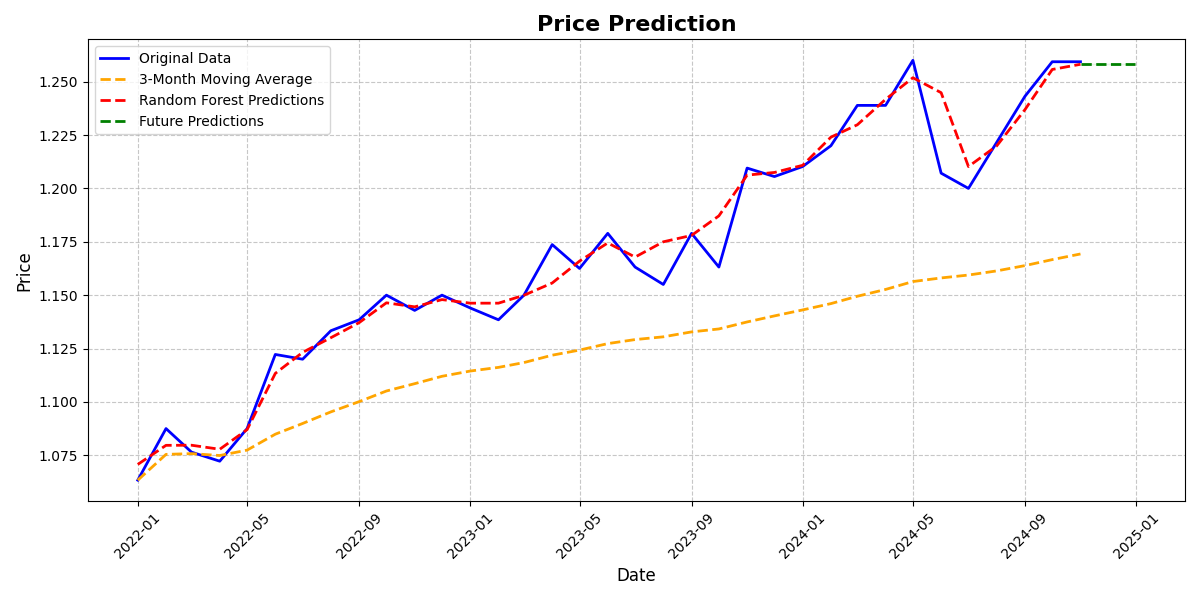 Price Prediction
Original Data
3-Month Moving Average
Random Forest Predictions
Future Predictions
Price
1.250
1.225
1.200
1.175
1.150
1.125
1.100
1.075
2022-01
2022-05
2022-09
2023-01
2023-05
2023-09
2024-01
2024-05
2024-09
2025-01
Date